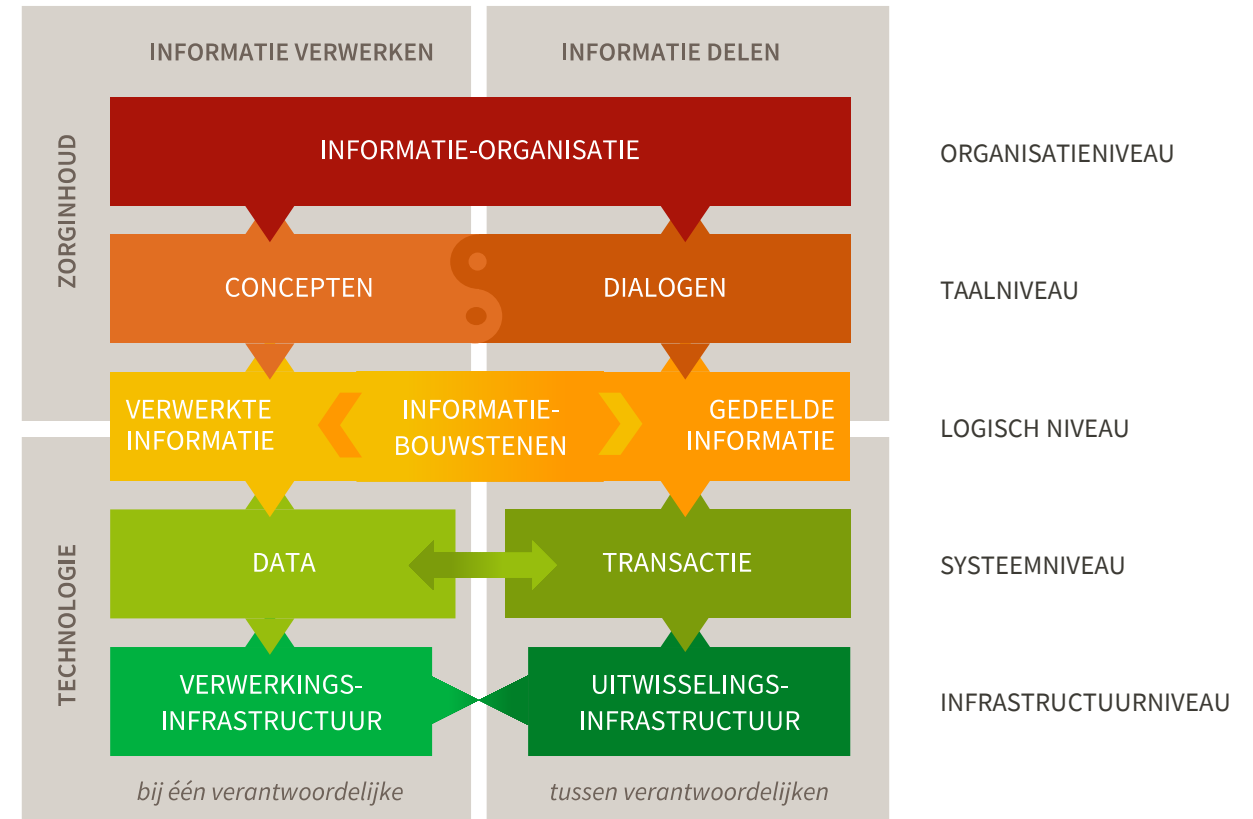 INFORMATIE VERWERKEN
INFORMATIE DELEN
ZORGINHOUD
INFORMATIE-ORGANISATIE
ORGANISATIENIVEAU
CONCEPTEN
DIALOGEN
TAALNIVEAU
VERWERKTE
INFORMATIE
INFORMATIE-
BOUWSTENEN
GEDEELDE
INFORMATIE
LOGISCH NIVEAU
TECHNOLOGIE
DATA
TRANSACTIE
SYSTEEMNIVEAU
VERWERKINGS-
INFRASTRUCTUUR
UITWISSELINGS-
INFRASTRUCTUUR
INFRASTRUCTUURNIVEAU
bij één verantwoordelijke
tussen verantwoordelijken